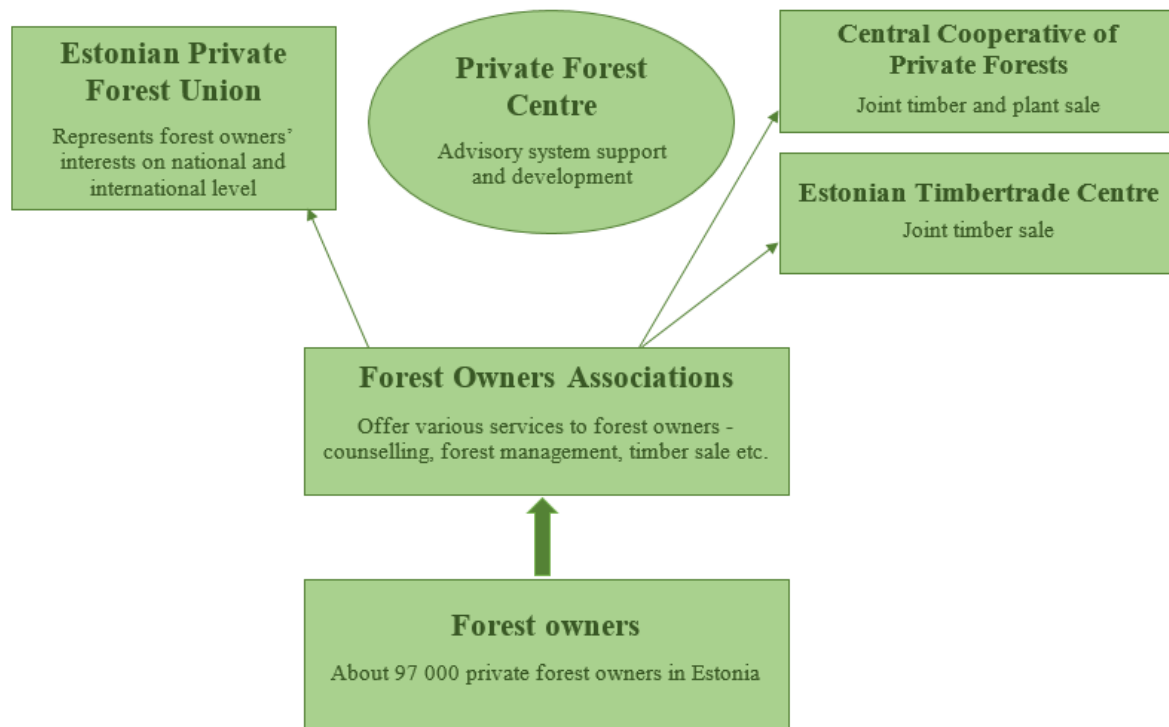 Estonian Private
Forest Union
Represents forest owners’
interests on national and
international level
Private Forest
Centre
Advisory system support
and development
Central Cooperative of
Private Forests
Joint timber and plant sale
Estonian Timbertrade Centre
Joint timber sale
Forest Owners Associations
Offer various services to forest owners -
counselling, forest management, timber sale etc.
Forest owners
About 97 000 private forest owners in Estonia